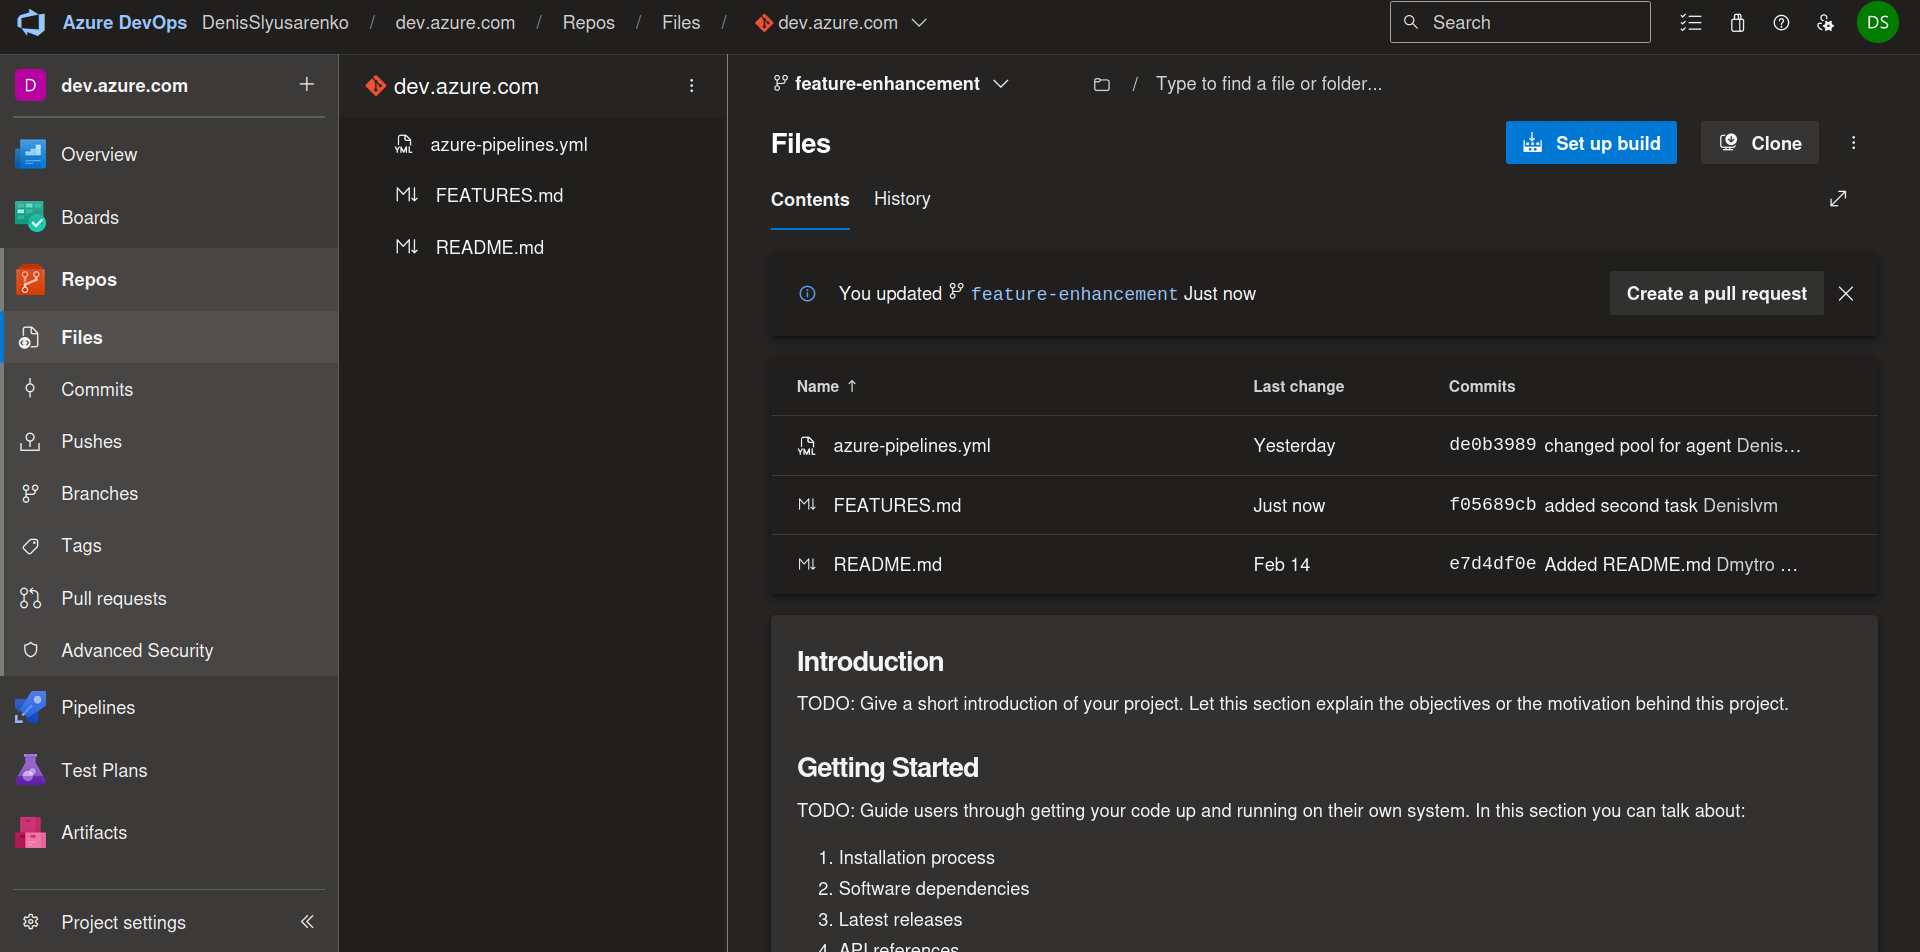 Azure DevOps DenisSlyusarenko / dev.azure.com / Repos / Files / dev.azure.com Search DS
D dev.azure.com
Overview
Boards
Repos
Files
Commits
Pushes
Branches
Tags
Pull requests
Advanced Security
Pipelines
Test Plans
Artifacts
Project settings
dev.azure.com
YML azure-pipelines.yml
FEATURES.md
README.md
feature-enhancement / Type to find a file or folder...
Files Set up build Clone
Contents History
You updated feature-enhancement Just now Create a pull request
Name ↑ Last change Commits
YML azure-pipelines.yml Yesterday de0b3989 changed pool for agent Denis…
FEATURES.md Just now f05689cb added second task Denislvm
README.md Feb 14 e7d4df0e Added README.md Dmytro …
Introduction
TODO: Give a short introduction of your project. Let this section explain the objectives or the motivation behind this project.
Getting Started
TODO: Guide users through getting your code up and running on their own system. In this section you can talk about:
1. Installation process
2. Software dependencies
3. Latest releases
4. API references